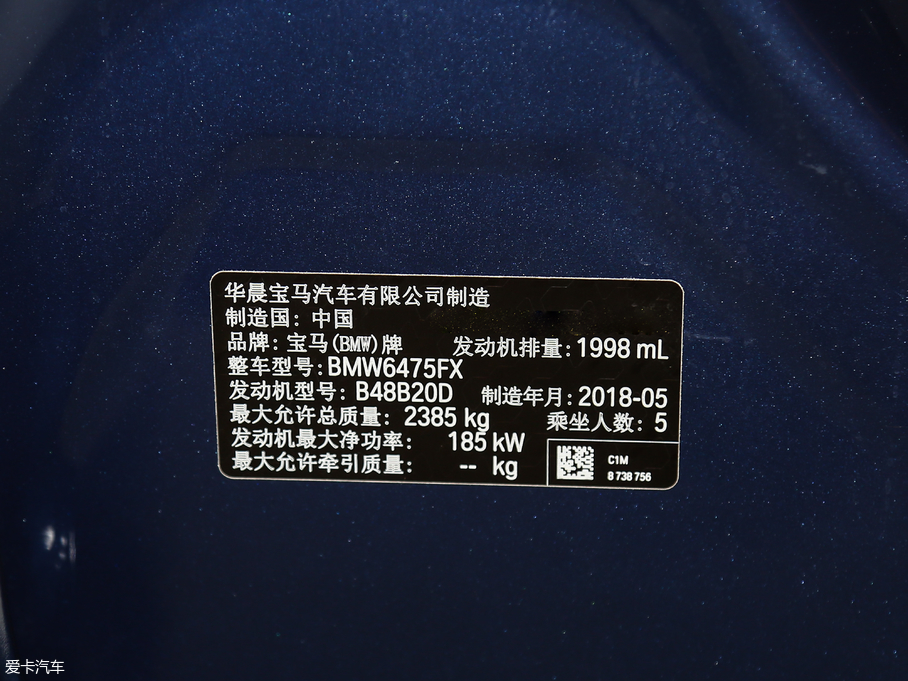 华晨宝马汽车有限公司制造
制造国：中国
品牌：宝马(BMW)牌 发动机排量：1998 mL
整车型号：BMW6475FX
发动机型号：B48B20D 制造年月：2018-05
最大允许总质量：2385 kg 乘坐人数：5
发动机最大净功率： 185 kW
最大允许牵引质量： -- kg
C1M
8 738 756
爱卡汽车